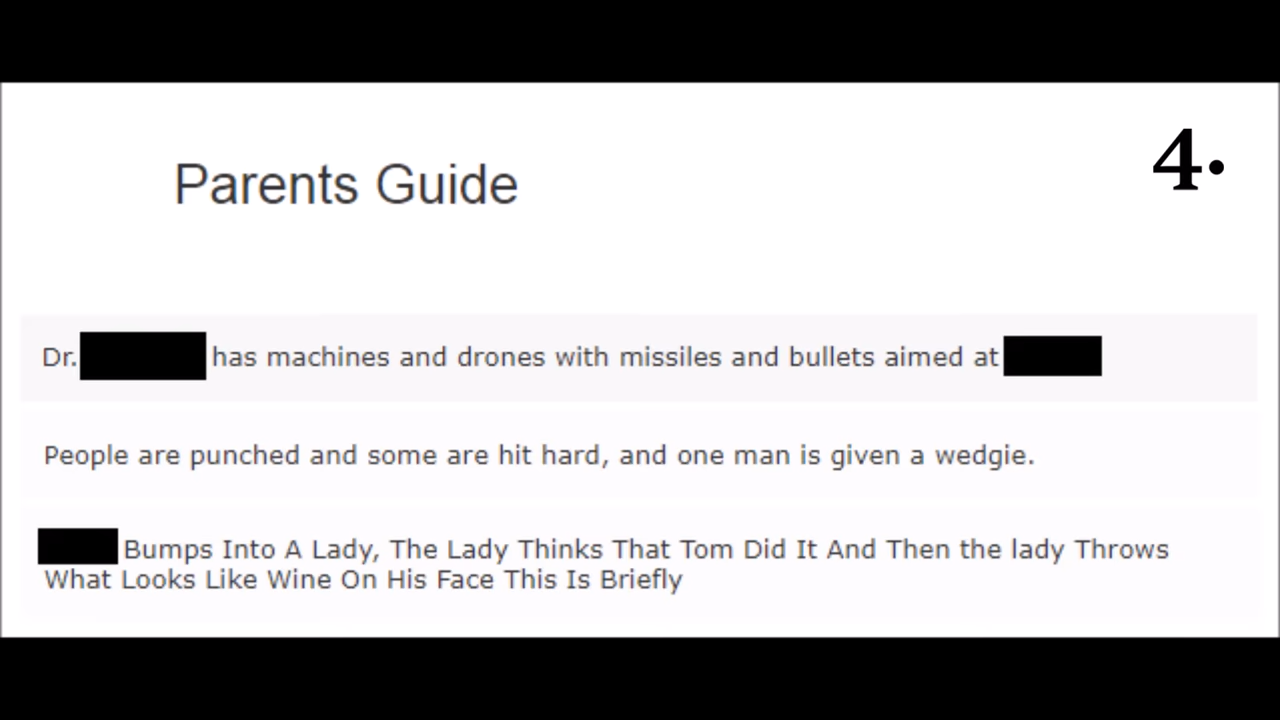 4.
Parents Guide
Dr. has machines and drones with missiles and bullets aimed at
People are punched and some are hit hard, and one man is given a wedgie.
Bumps Into A Lady, The Lady Thinks That Tom Did It And Then the lady Throws
What Looks Like Wine On His Face This Is Briefly